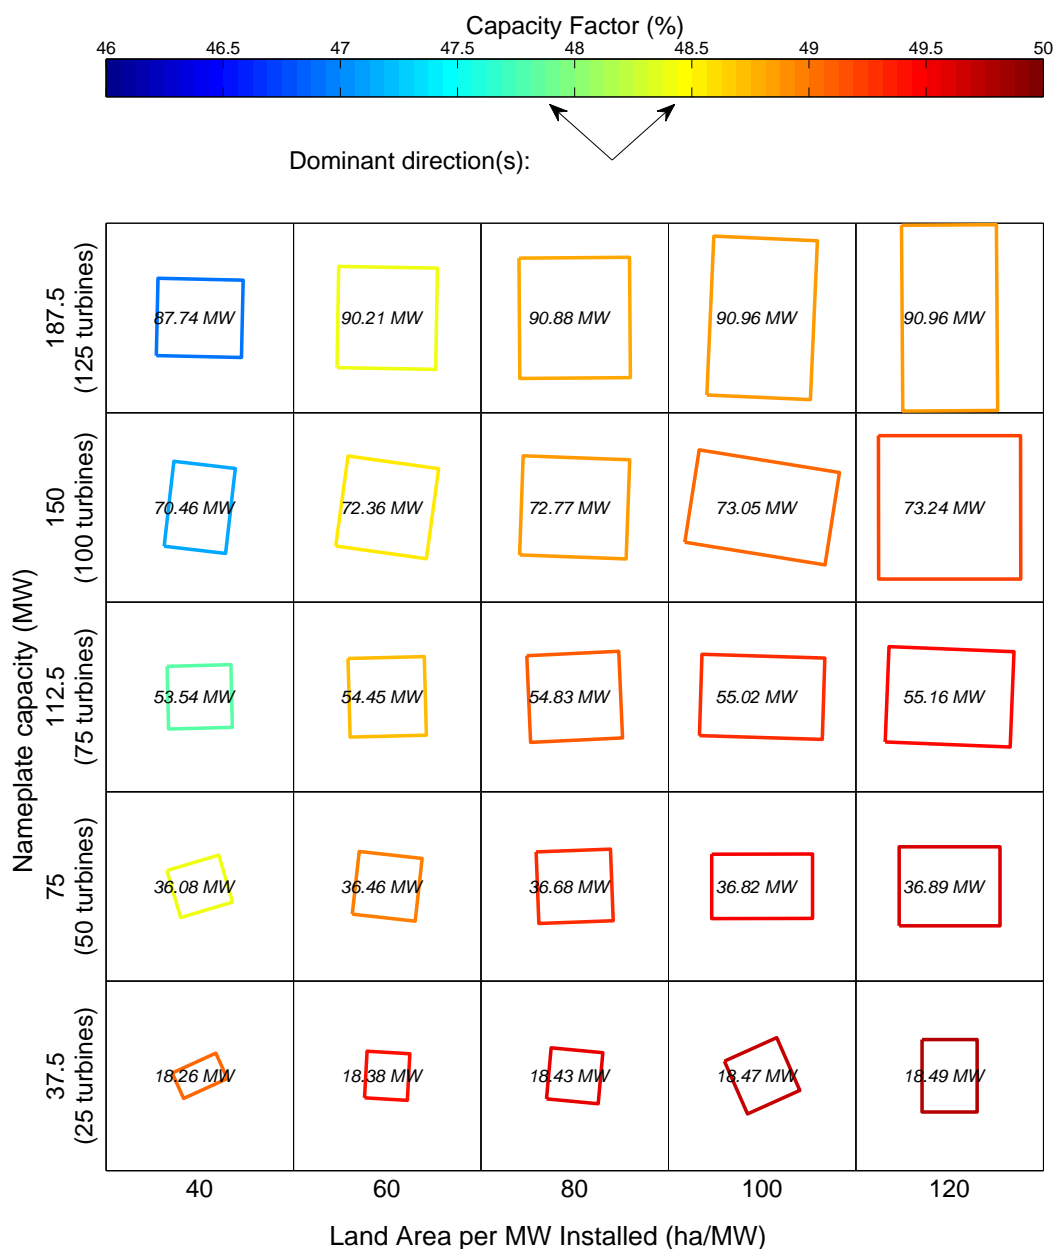 Capacity Factor (%)
46 46.5 47 47.5 48 48.5 49 49.5 50
Dominant direction(s):
Nameplate capacity (MW)
187.5
(125 turbines)
87.74 MW 90.21 MW 90.88 MW 90.96 MW 90.96 MW
150
(100 turbines)
70.46 MW 72.36 MW 72.77 MW 73.05 MW 73.24 MW
112.5
(75 turbines)
53.54 MW 54.45 MW 54.83 MW 55.02 MW 55.16 MW
75
(50 turbines)
36.08 MW 36.46 MW 36.68 MW 36.82 MW 36.89 MW
37.5
(25 turbines)
18.26 MW 18.38 MW 18.43 MW 18.47 MW 18.49 MW
40 60 80 100 120
Land Area per MW Installed (ha/MW)